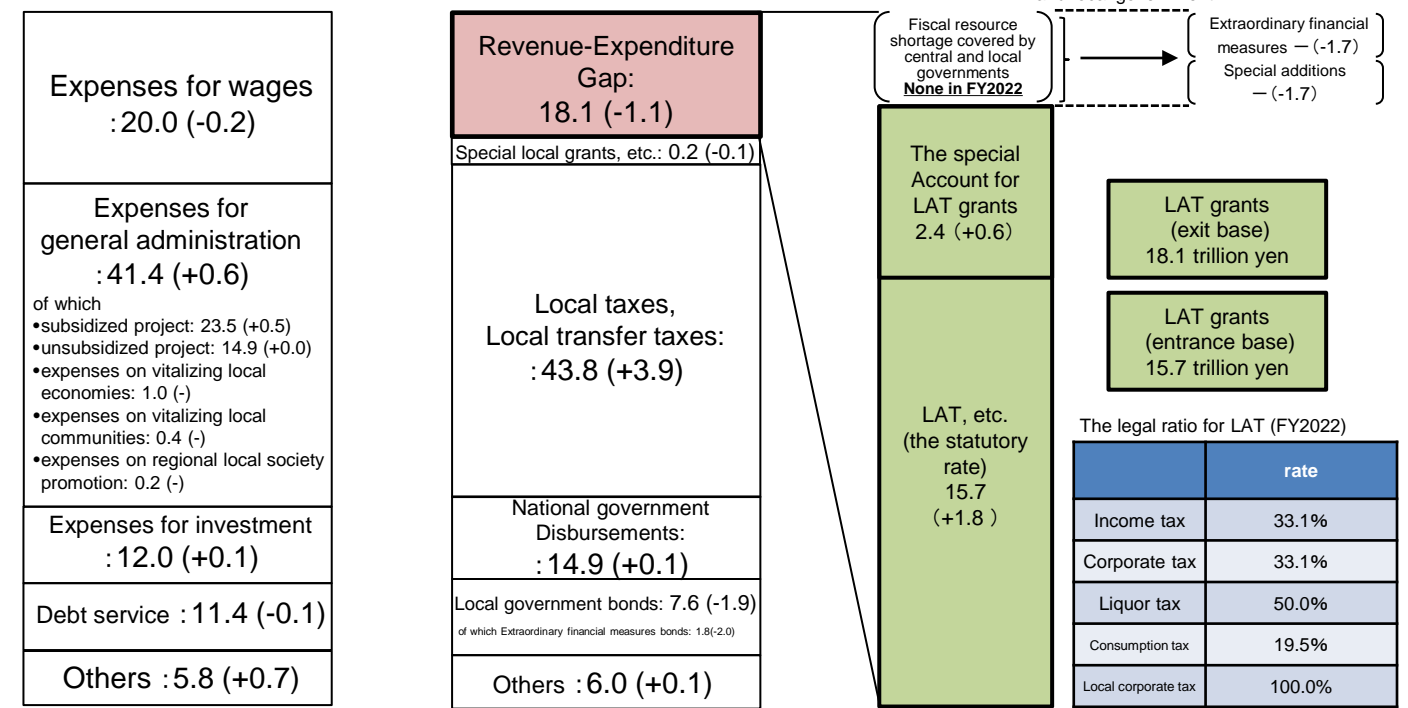 Expenses for wages
:20.0 (-0.2)
Expenses for
general administration
:41.4 (+0.6)
of which
•subsidized project: 23.5 (+0.5)
•unsubsidized project: 14.9 (+0.0)
•expenses on vitalizing local
economies: 1.0 (-)
•expenses on vitalizing local
communities: 0.4 (-)
•expenses on regional local society
promotion: 0.2 (-)
Expenses for investment
:12.0 (+0.1)
Debt service :11.4 (-0.1)
Others :5.8 (+0.7)
Revenue-Expenditure
Gap:
18.1 (-1.1)
Special local grants, etc.: 0.2 (-0.1)
Local taxes,
Local transfer taxes:
:43.8 (+3.9)
National government
Disbursements:
:14.9 (+0.1)
Local government bonds: 7.6 (-1.9)
of which Extraordinary financial measures bonds: 1.8(-2.0)
Others :6.0 (+0.1)
Fiscal resource
shortage covered by
central and local
governments
None in FY2022
Extraordinary financial
measures －(-1.7)
Special additions
－(-1.7)
The special
Account for
LAT grants
2.4（+0.6）
LAT, etc.
(the statutory
rate)
15.7
（+1.8 ）
LAT grants
(exit base)
18.1 trillion yen
LAT grants
(entrance base)
15.7 trillion yen
The legal ratio for LAT (FY2022)
rate
Income tax 33.1%
Corporate tax 33.1%
Liquor tax 50.0%
Consumption tax 19.5%
Local corporate tax 100.0%